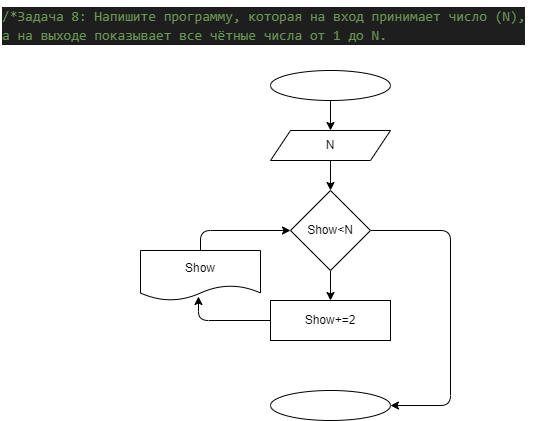 /*Задача 8: Напишите программу, которая на вход принимает число (N),
а на выходе показывает все чётные числа от 1 до N.
N
Show<N
Show
Show+=2